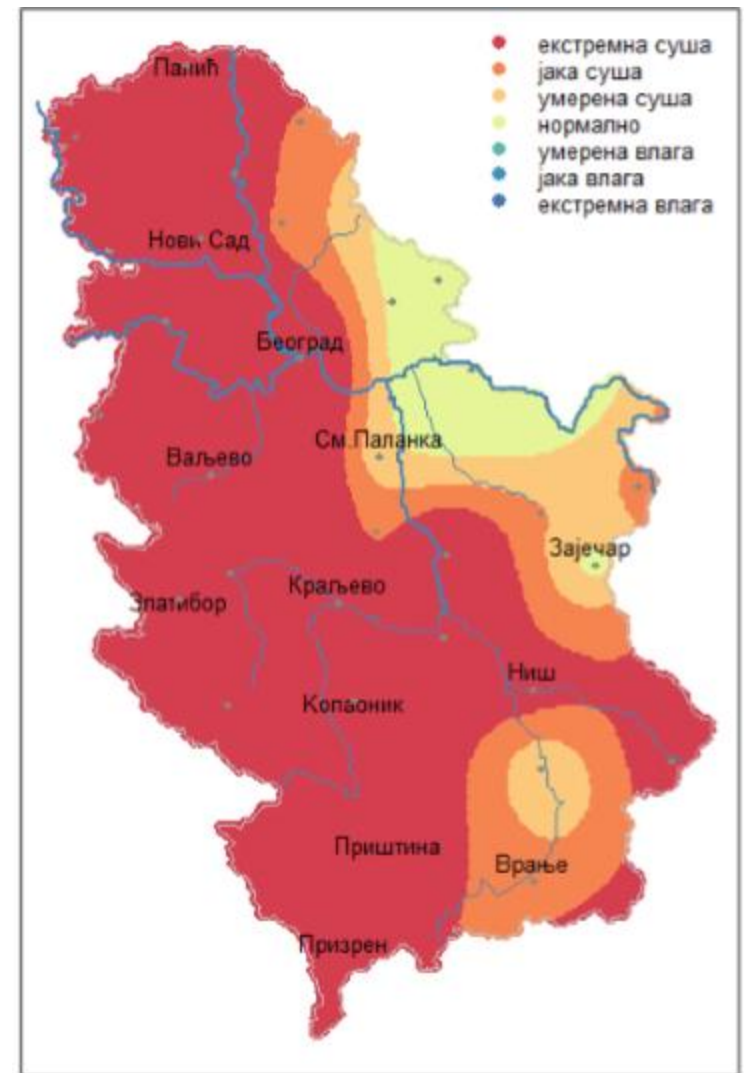 екстремна суша
јака суша
умерена суша
нормално
умерена влага
јака влага
екстремна влага
Палић
Нови Сад
Београд
См.Паланка
Ваљево
Зајечар
Златибор
Краљево
Ниш
Копаоник
Приштина
Врање
Призрен